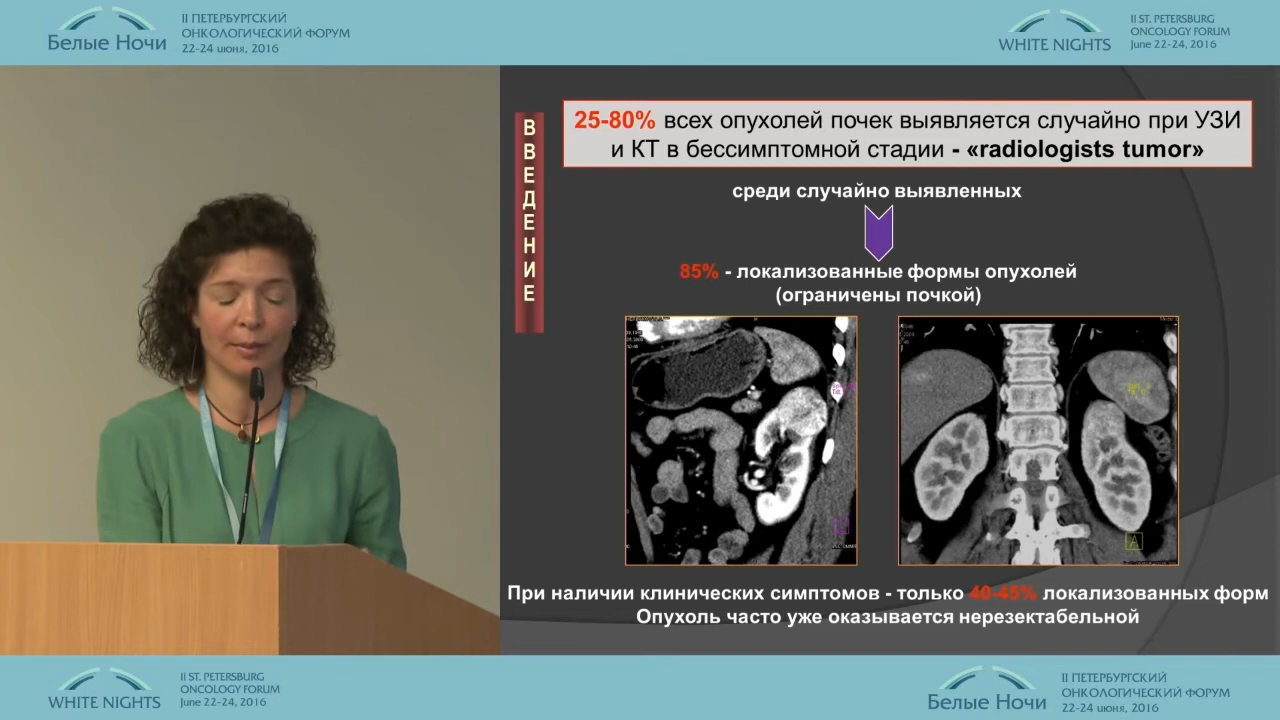 Белые Ночи
II ПЕТЕРБУРГСКИЙ
ОНКОЛОГИЧЕСКИЙ ФОРУМ
22-24 июня, 2016
WHITE NIGHTS
II ST. PETERSBURG
ONCOLOGY FORUM
June 22-24, 2016
ВВЕДЕНИЕ
25-80% всех опухолей почек выявляется случайно при УЗИ
и КТ в бессимптомной стадии - «radiologists tumor»
среди случайно выявленных
85% - локализованные формы опухолей
(ограничены почкой)
A
При наличии клинических симптомов - только 40-45% локализованных форм
Опухоль часто уже оказывается нерезектабельной
WHITE NIGHTS
II ST. PETERSBURG
ONCOLOGY FORUM
June 22-24, 2016
Белые Ночи
II ПЕТЕРБУРГСКИЙ
ОНКОЛОГИЧЕСКИЙ ФОРУМ
22-24 июня, 2016